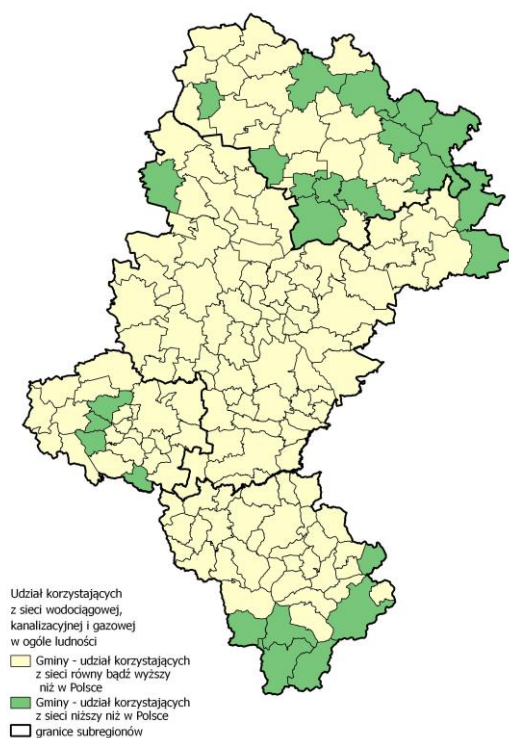 Udział korzystających
z sieci wodociągowej,
kanalizacyjnej i gazowej
w ogóle ludności
Gminy - udział korzystających
z sieci równy bądź wyższy
niż w Polsce
Gminy - udział korzystających
z sieci niższy niż w Polsce
granice subregionów